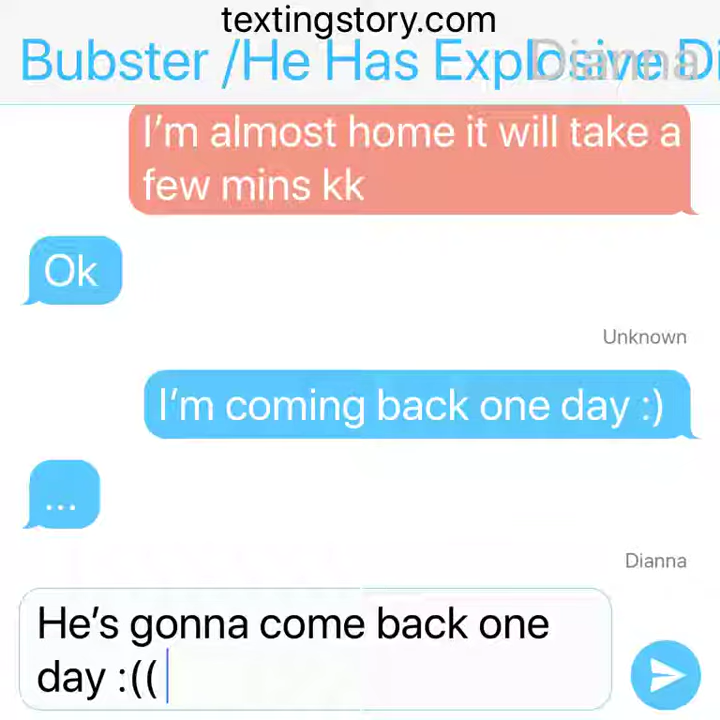 textingstory.com
Bubster /He Has Explosive Di
Dianna
I'm almost home it will take a
few mins kk
Ok
Unknown
I'm coming back one day :)
...
Dianna
He's gonna come back one
day :((